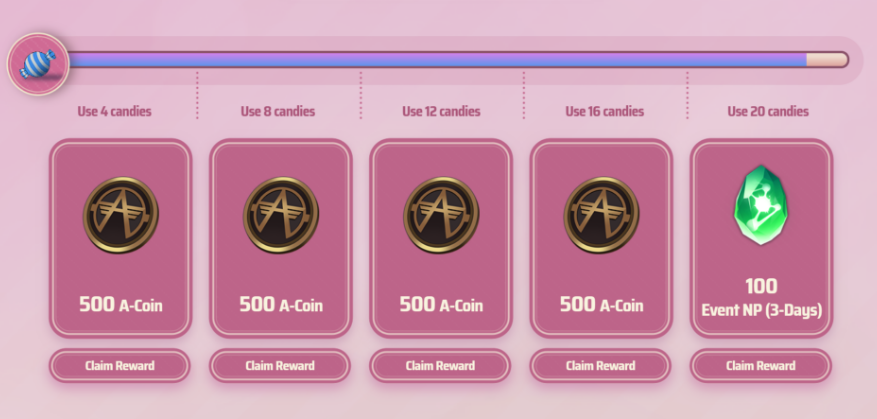 Use 4 candies
Use 8 candies
Use 12 candies
Use 16 candies
Use 20 candies
500 A-Coin
500 A-Coin
500 A-Coin
500 A-Coin
100
Event NP (3-Days)
Claim Reward
Claim Reward
Claim Reward
Claim Reward
Claim Reward